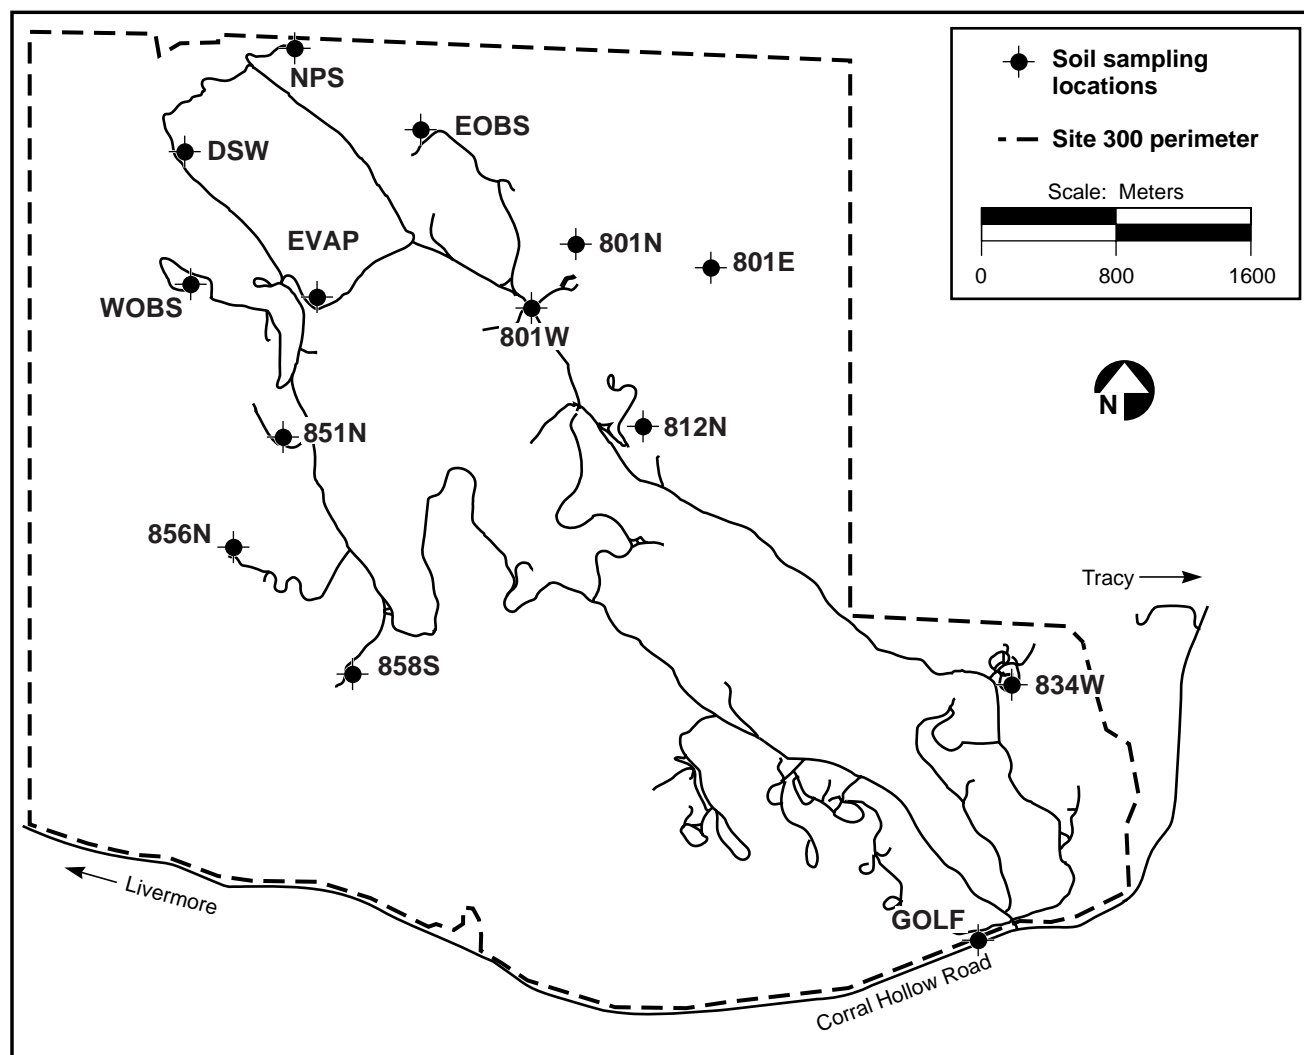 NPS
EOBS
DSW
EVAP
801N
801E
WOBS
801W
851N
812N
856N
858S
834W
GOLF
Soil sampling
locations
Site 300 perimeter
Scale: Meters
0 800 1600
N
Tracy
Livermore
Corral Hollow Road